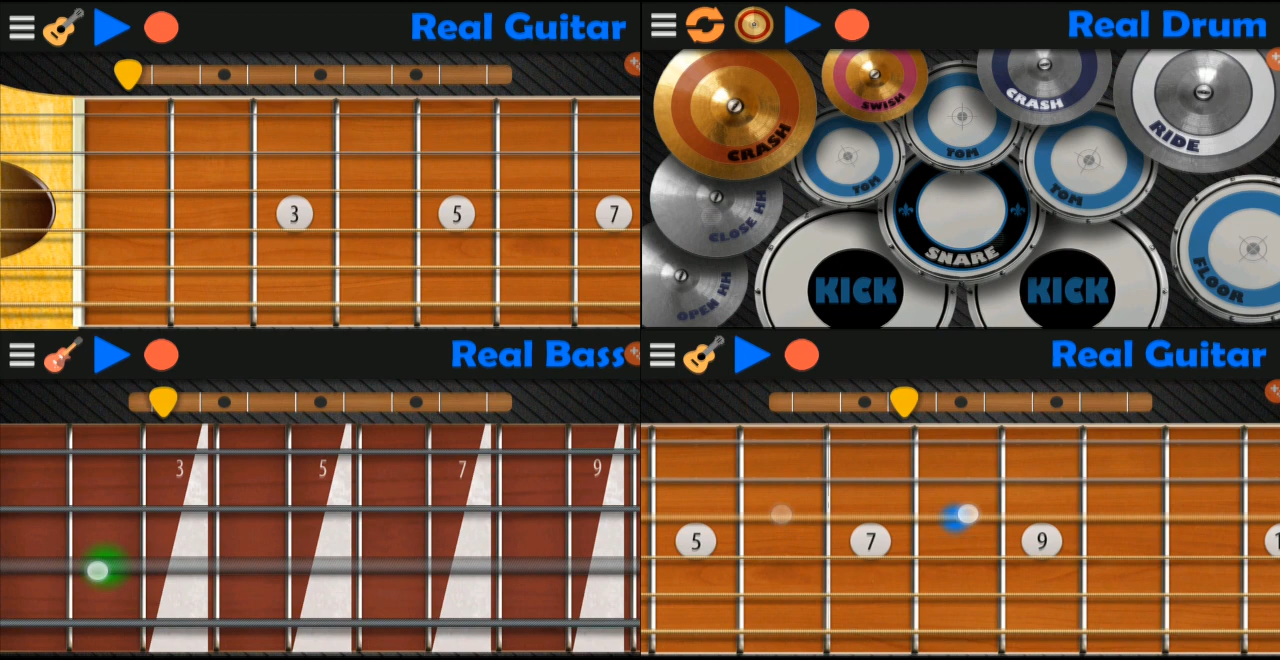 Real Guitar
3
5
7
Real Drum
CRASH
SWISH
CRASH
RIDE
TOM
TOM
TOM
CLOSE HH
SNARE
OPEN HH
KICK
KICK
FLOOR
Real Bass
3
5
7
9
Real Guitar
5
7
9